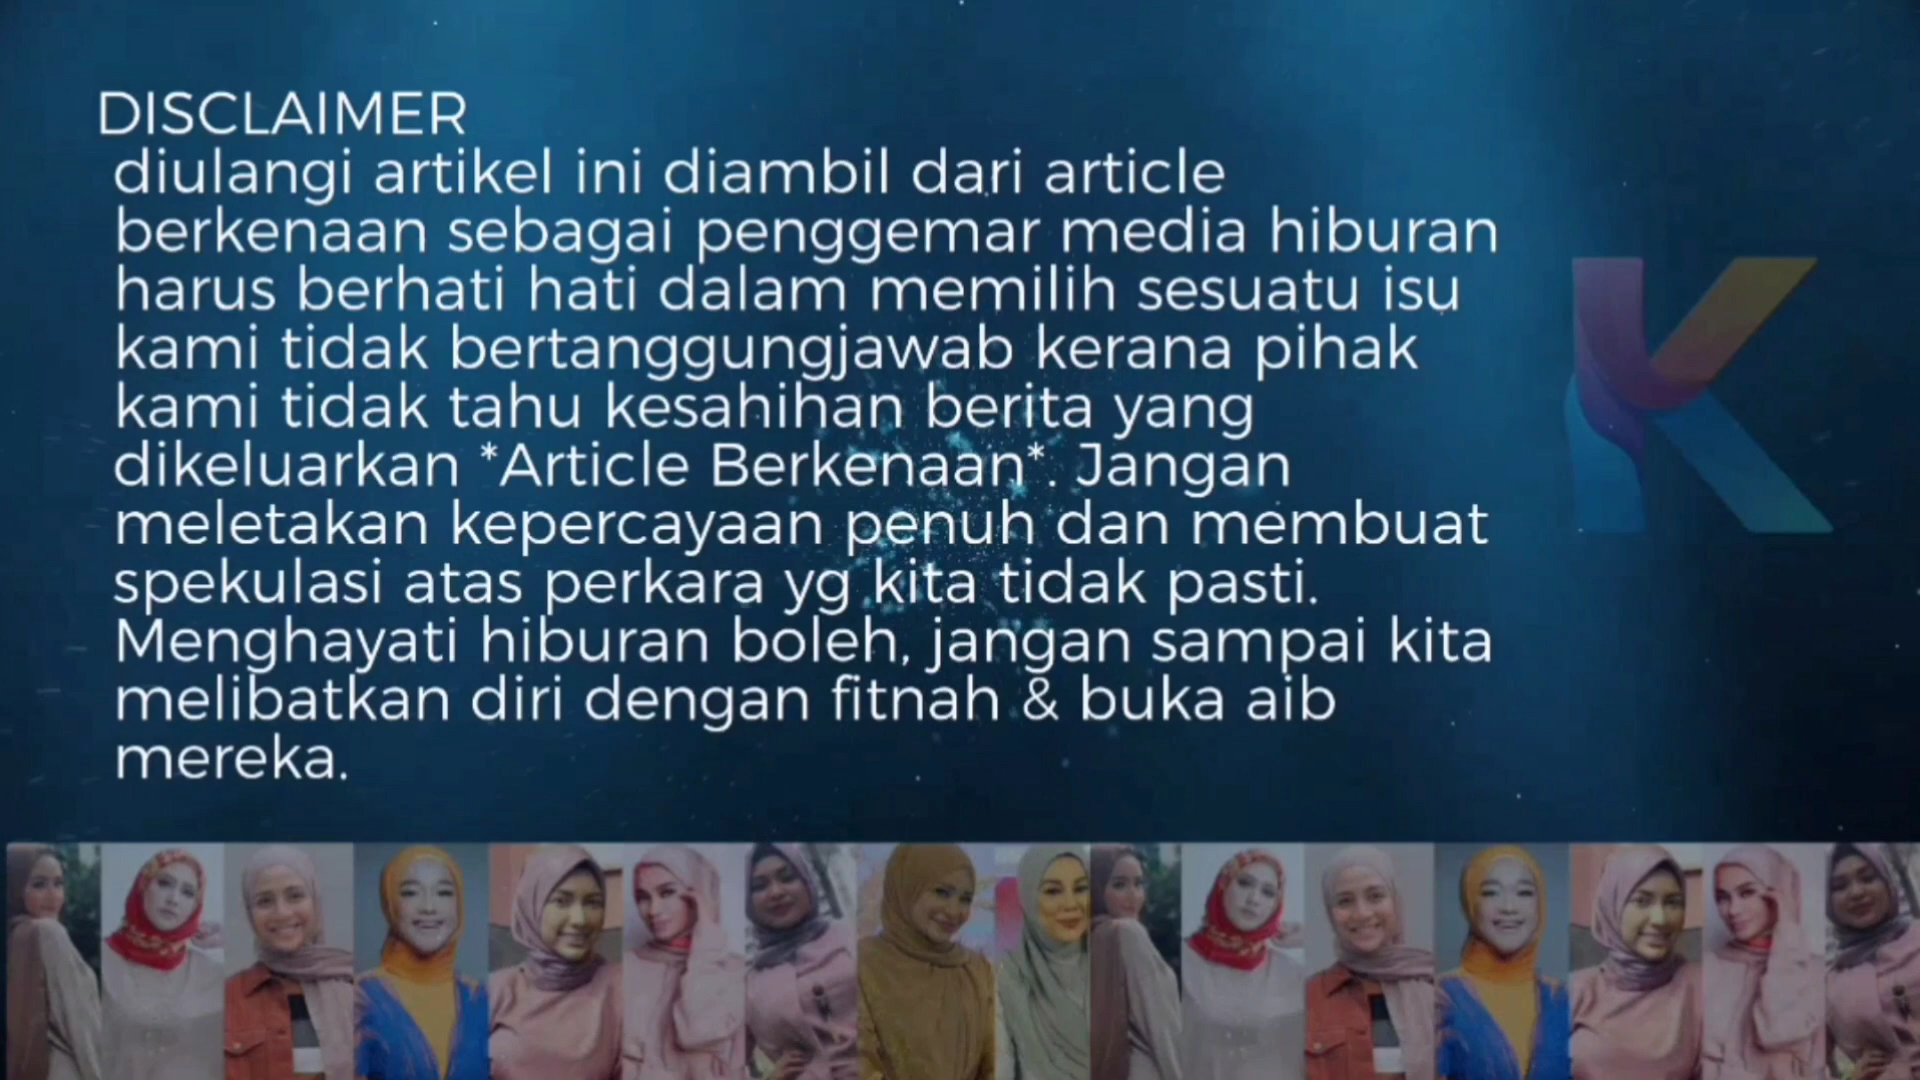 DISCLAIMER
diulangi artikel ini diambil dari article
berkenaan sebagai penggemar media hiburan
harus berhati hati dalam memilih sesuatu isu
kami tidak bertanggungjawab kerana pihak
kami tidak tahu kesahihan berita yang
dikeluarkan *Article Berkenaan*. Jangan
meletakan kepercayaan penuh dan membuat
spekulasi atas perkara yg kita tidak pasti.
Menghayati hiburan boleh, jangan sampai kita
melibatkan diri dengan fitnah & buka aib
mereka.
K